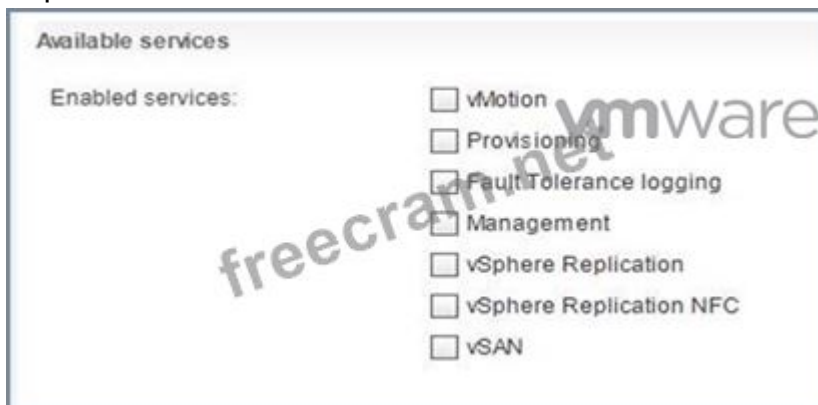 Available services
Enabled services:
vMotion
Provisioning
Fault Tolerance logging
Management
vSphere Replication
vSphere Replication NFC
vSAN
vmware
freecram.net